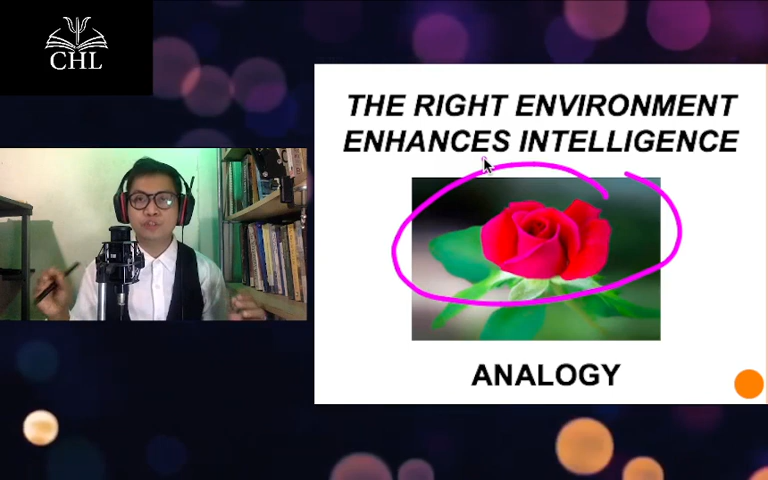 CHL
THE RIGHT ENVIRONMENT
ENHANCES INTELLIGENCE
ANALOGY